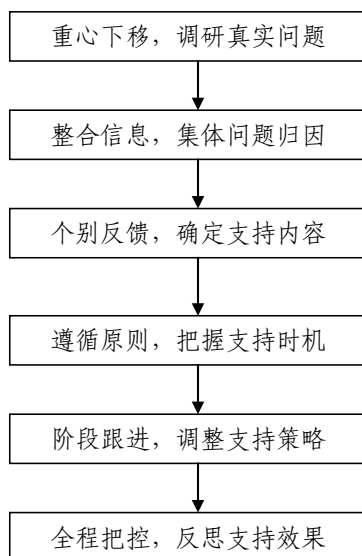 重心下移，调研真实问题
整合信息，集体问题归因
个别反馈，确定支持内容
遵循原则，把握支持时机
阶段跟进，调整支持策略
全程把控，反思支持效果